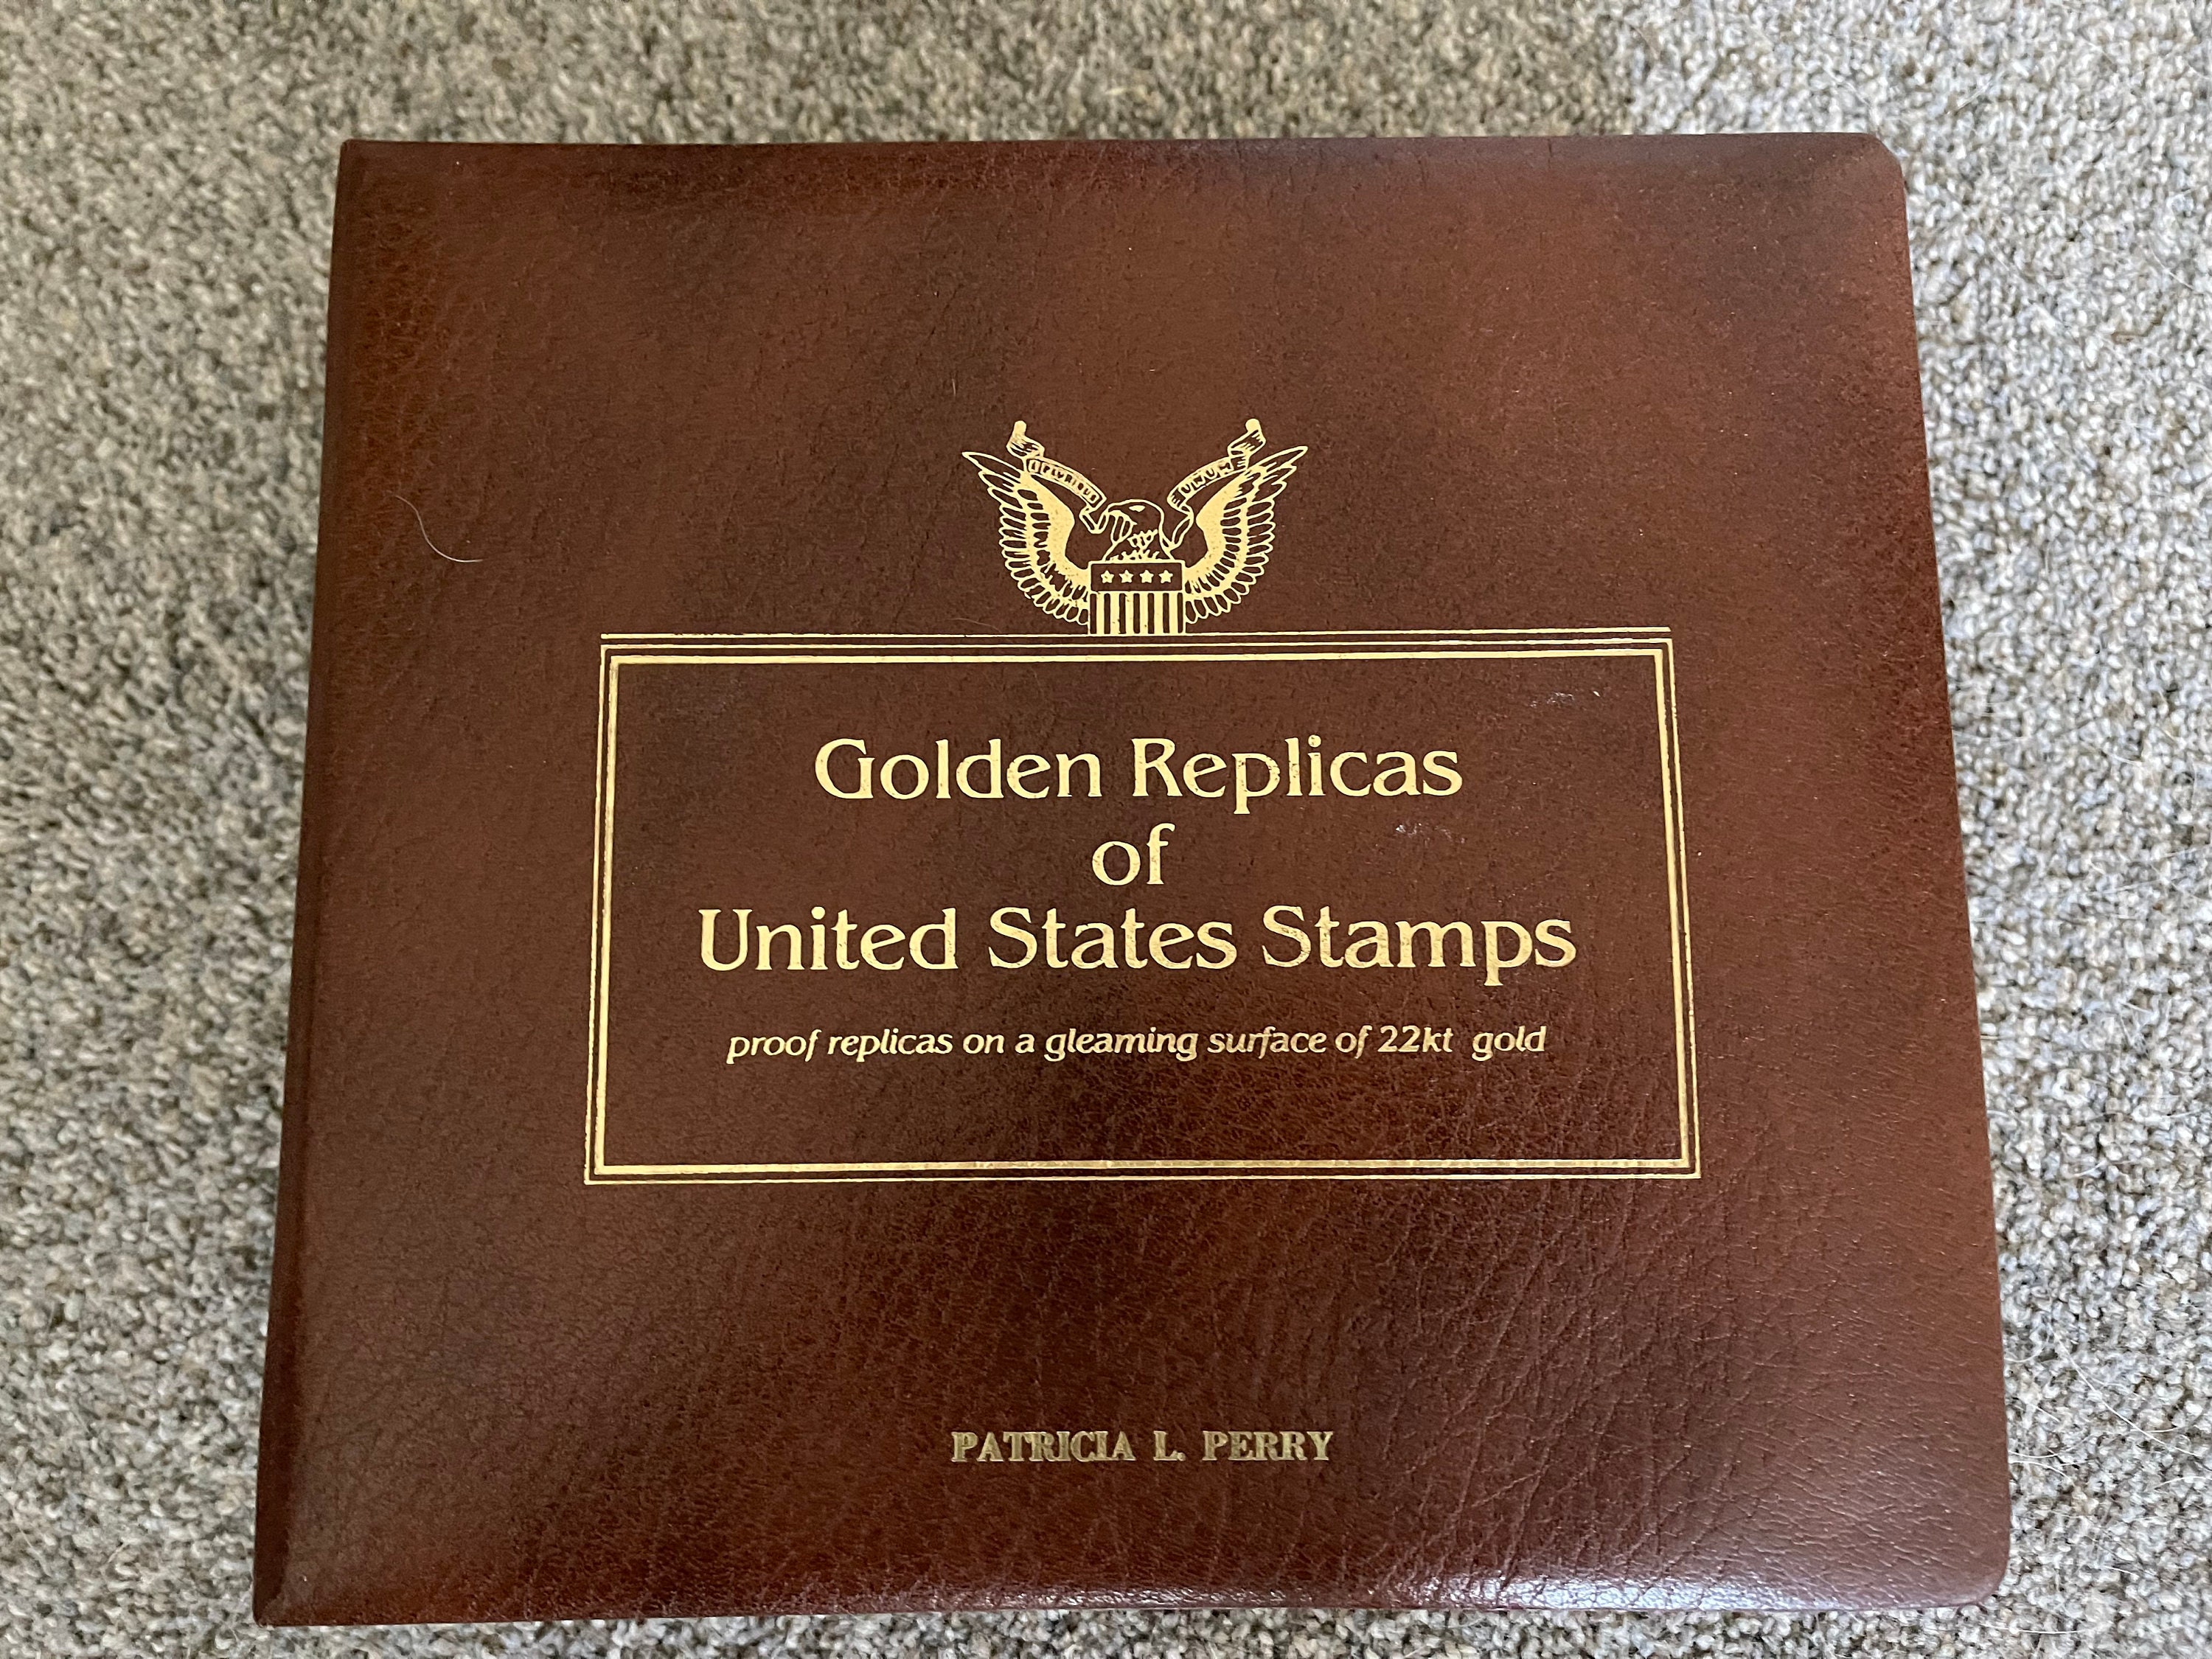 Golden Replicas
of
United States Stamps
proof replicas on a gleaming surface of 22kt gold
PATRICIA L. PERRY